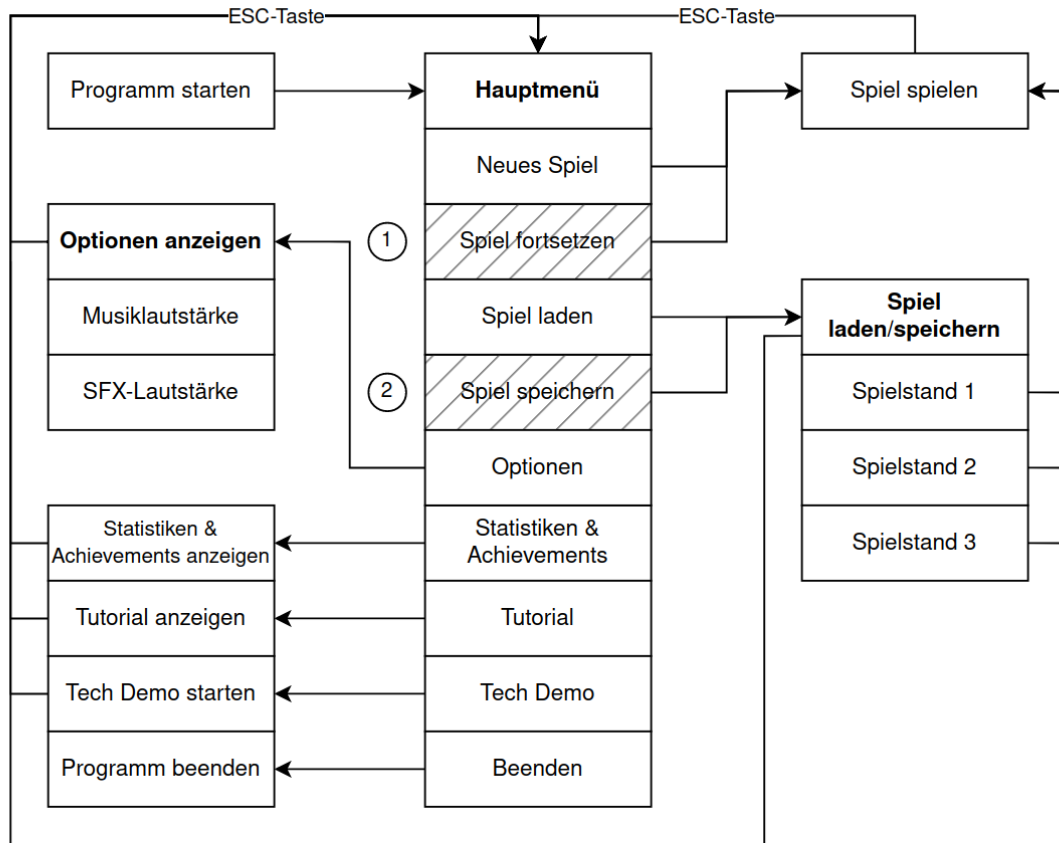 ESC-Taste
ESC-Taste
Programm starten
Hauptmenü
Spiel spielen
Neues Spiel
Optionen anzeigen
1
Spiel fortsetzen
Musiklautstärke
Spiel laden
Spiel
laden/speichern
SFX-Lautstärke
2
Spiel speichern
Spielstand 1
Optionen
Spielstand 2
Statistiken &
Achievements anzeigen
Statistiken &
Achievements
Spielstand 3
Tutorial anzeigen
Tutorial
Tech Demo starten
Tech Demo
Programm beenden
Beenden